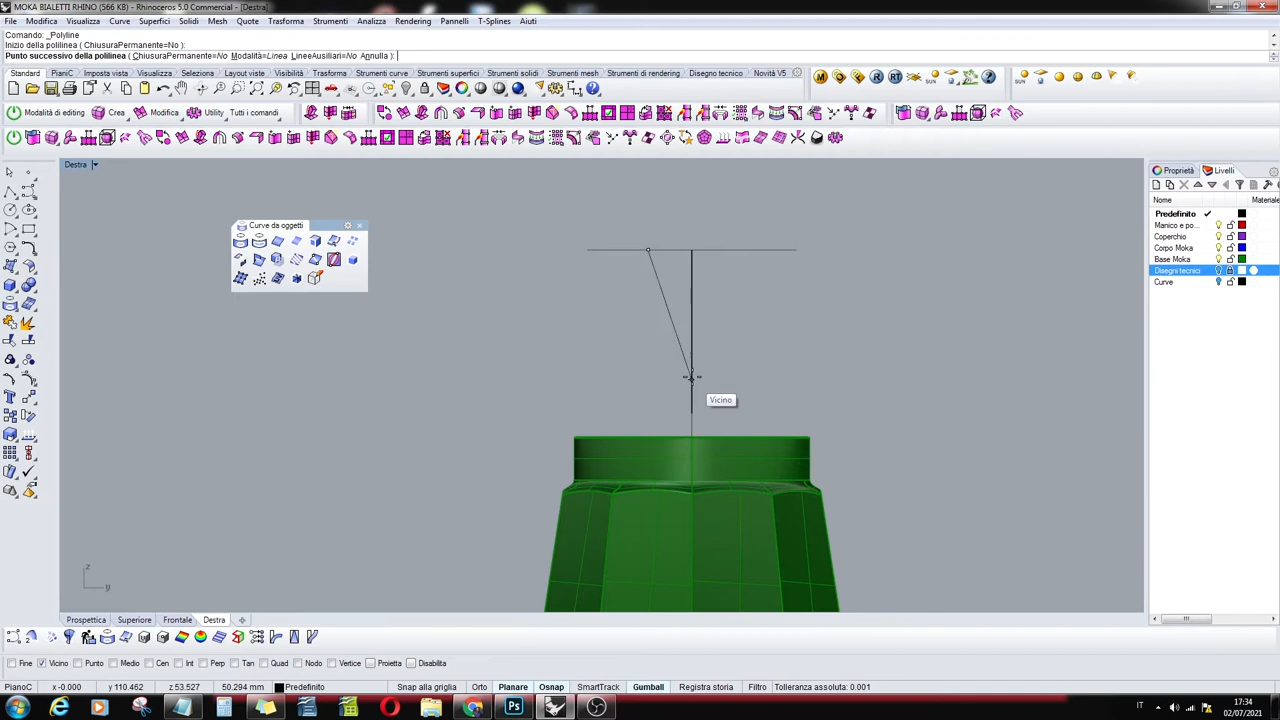 MOKA BIALETTI RHINO (566 KB) - Rhinoceros 5.0 Commercial - [Destra]
File Modifica Visualizza Curve Superfici Solidi Mesh Quote Trasforma Strumenti Analizza Rendering Pannelli T-Splines Aiuti
Comando: _Polyline
Inizio della polilinea ( ChiusuraPermanente=No ):
Punto successivo della polilinea ( ChiusuraPermanente=No Modalità=Linea LineeAusiliari=No Annulla ):
Standard PianiC Imposta vista Visualizza Seleziona Layout viste Visibilità Trasforma Strumenti curve Strumenti superfici Strumenti solidi Strumenti mesh Strumenti di rendering Disegno tecnico Novità V5
Modalità di editing Crea Modifica Utility Tutti i comandi
Destra
Proprietà Livelli
Nome Materiale
Predefinito
Manico e po
Coperchio
Corpo Moka
Base Moka
Disegni tecnici
Curve
Curve da oggetti
Vicino
z
y
Prospettica Superiore Frontale Destra
Fine Vicino Punto Medio Cen Int Perp Tan Quad Nodo Vertice Proietta Disabilita
PianoC x -0.000 y 110.462 z 53.527 50.294 mm Predefinito Snap alla griglia Orto Planare Osnap SmartTrack Gumball Registra storia Filtro Tolleranza assoluta: 0.001
IT 17:34
02/07/2021